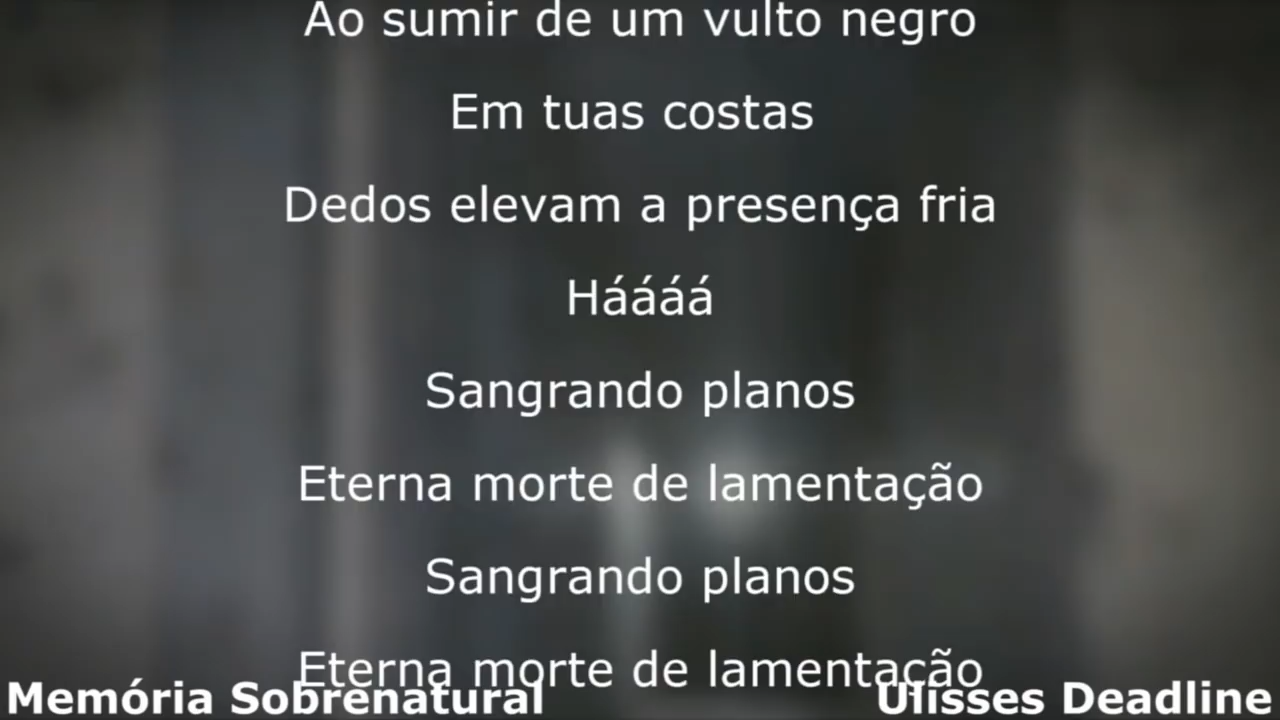 Ao sumir de um vulto negro
Em tuas costas
Dedos elevam a presença fria
Háááá
Sangrando planos
Eterna morte de lamentação
Sangrando planos
Eterna morte de lamentação
Memória Sobrenatural
Ulisses Deadline